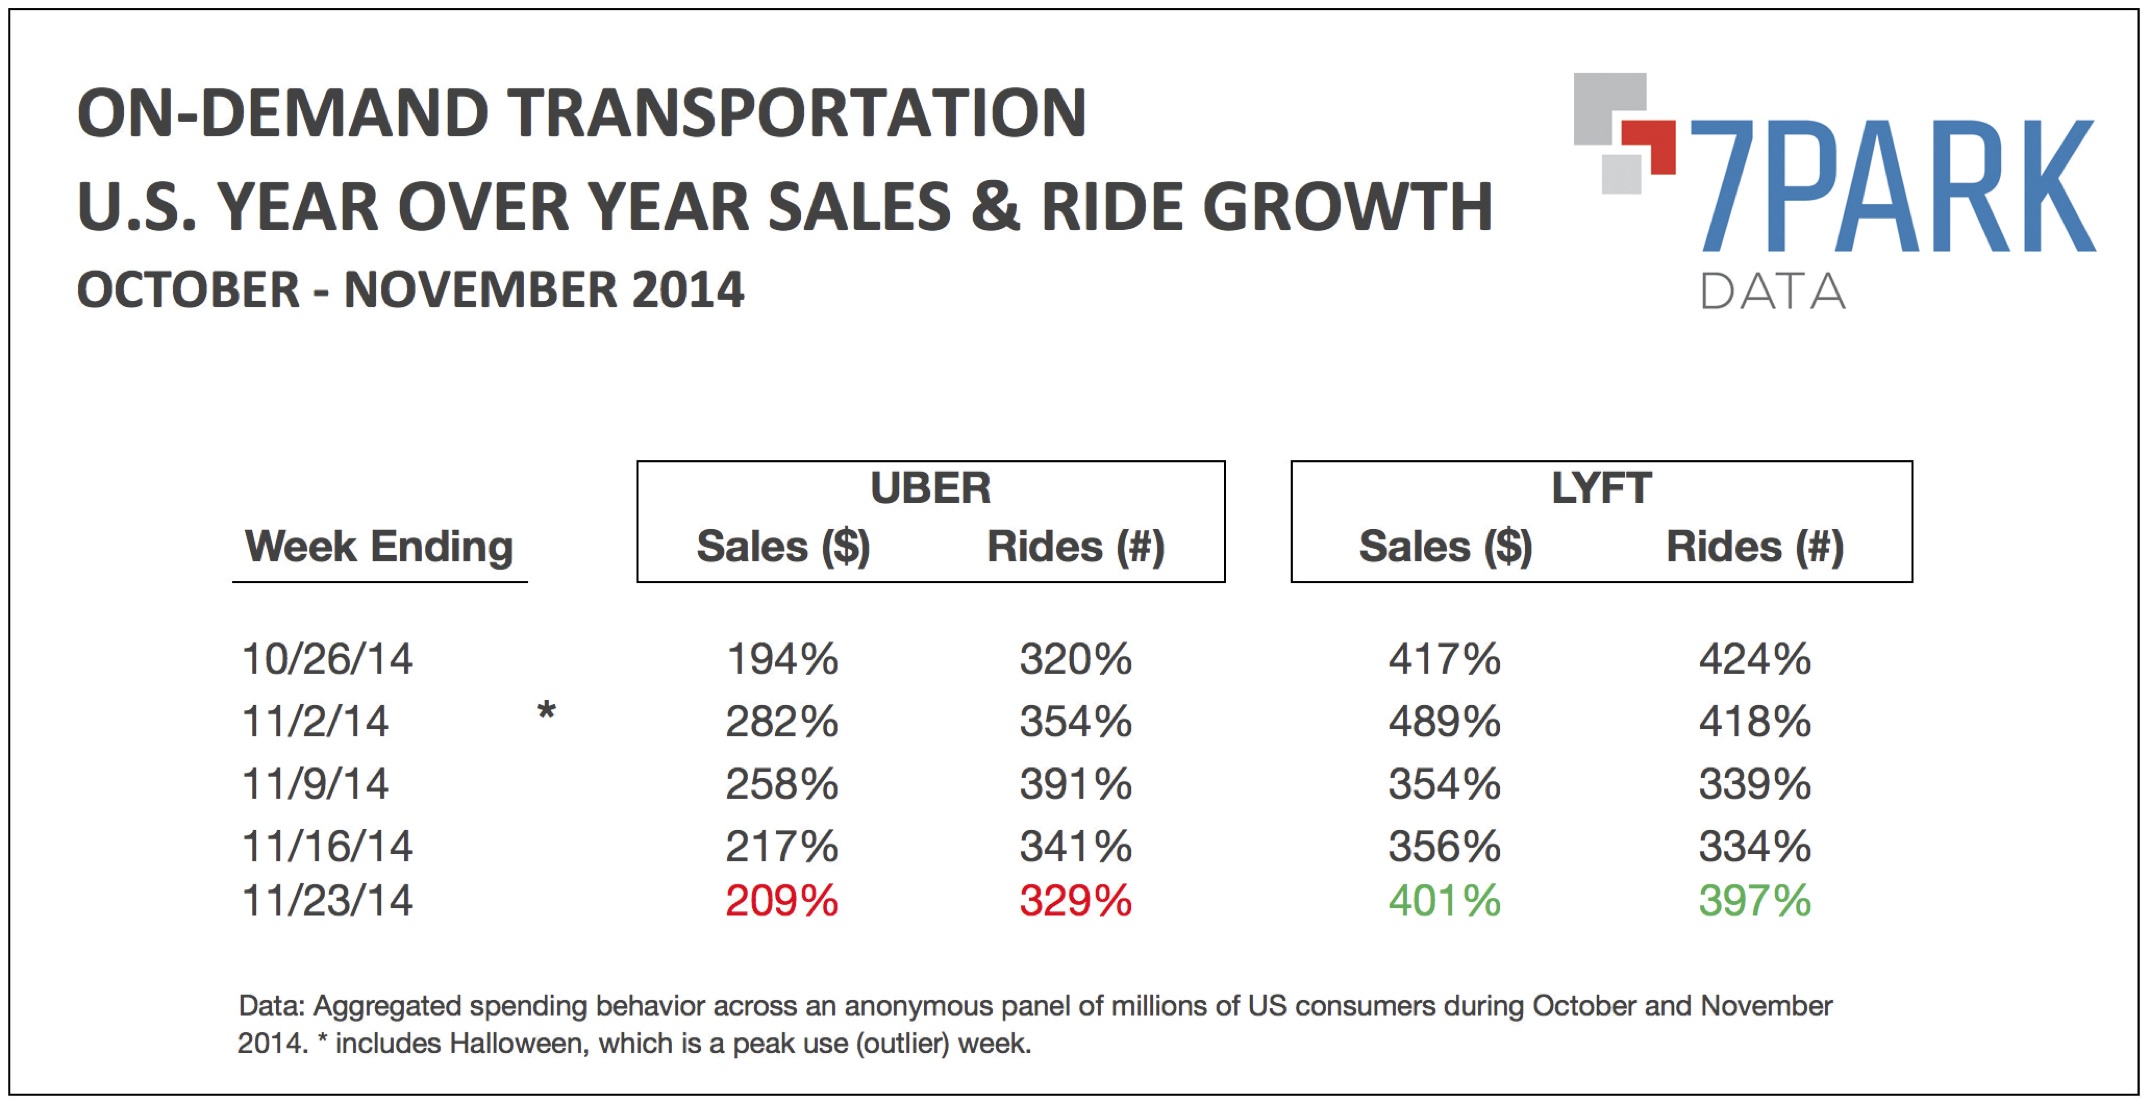 ON-DEMAND TRANSPORTATION
U.S. YEAR OVER YEAR SALES & RIDE GROWTH
OCTOBER - NOVEMBER 2014
7PARK
DATA
UBER LYFT
Week Ending Sales ($) Rides (#) Sales ($) Rides (#)
10/26/14 194% 320% 417% 424%
11/2/14 * 282% 354% 489% 418%
11/9/14 258% 391% 354% 339%
11/16/14 217% 341% 356% 334%
11/23/14 209% 329% 401% 397%
Data: Aggregated spending behavior across an anonymous panel of millions of US consumers during October and November
2014. * includes Halloween, which is a peak use (outlier) week.